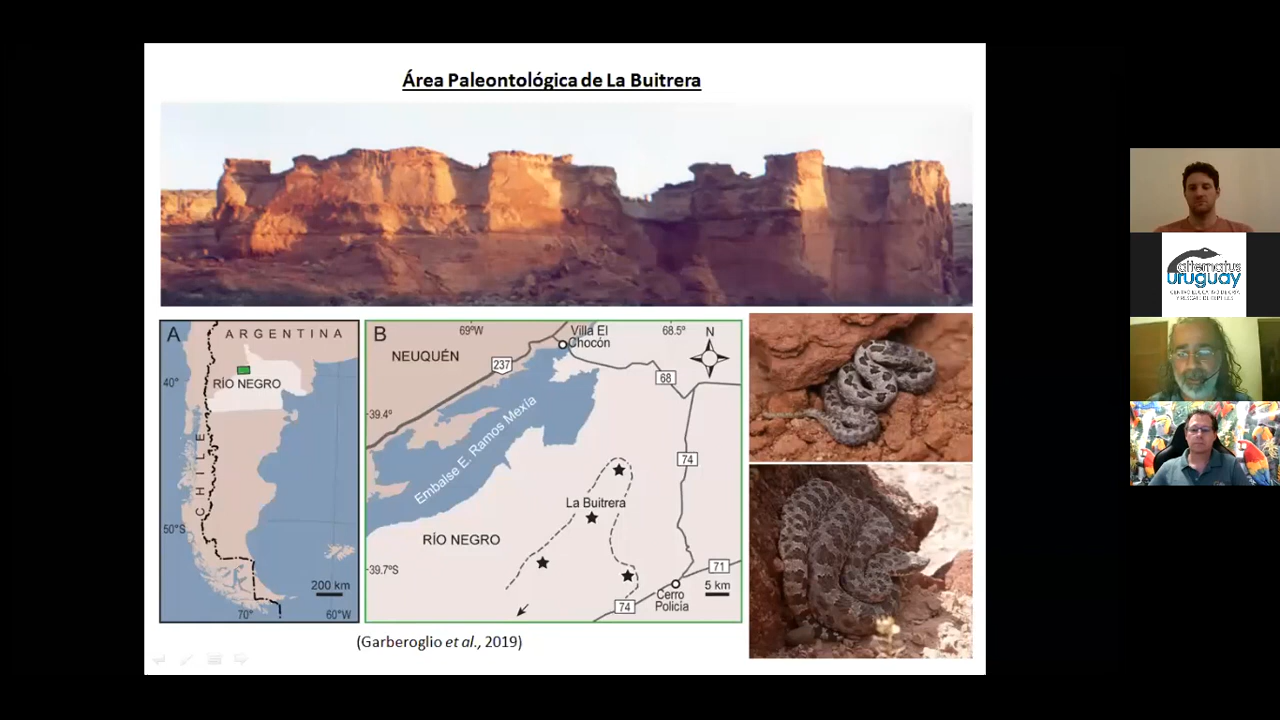 Área Paleontológica de La Buitrera
A
ARGENTINA
40°
RÍO NEGRO
CHILE
50°S
200 km
70°
60°W
B
69°W
Villa El
Chocón
68.5°
N
NEUQUÉN
237
68
39.4°
Embalse E. Ramos Mexía
74
La Buitrera
RÍO NEGRO
39.7°S
71
Cerro
Policía
5 km
74
(Garberoglio et al., 2019)
alternatus
uruguay